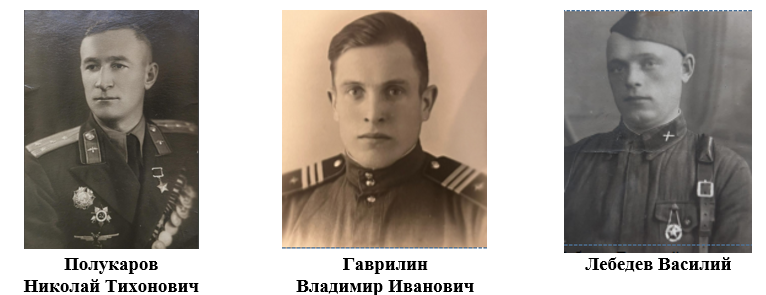 Полукаров
Николай Тихонович
Гаврилин
Владимир Иванович
Лебедев Василий